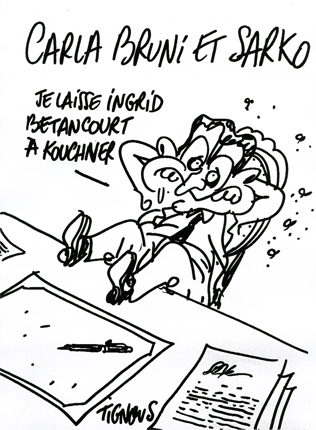 CARLA BRUNI ET SARKO
JE LAISSE INGRID
BETANCOURT
À KOUCHNER
TIGNOUS